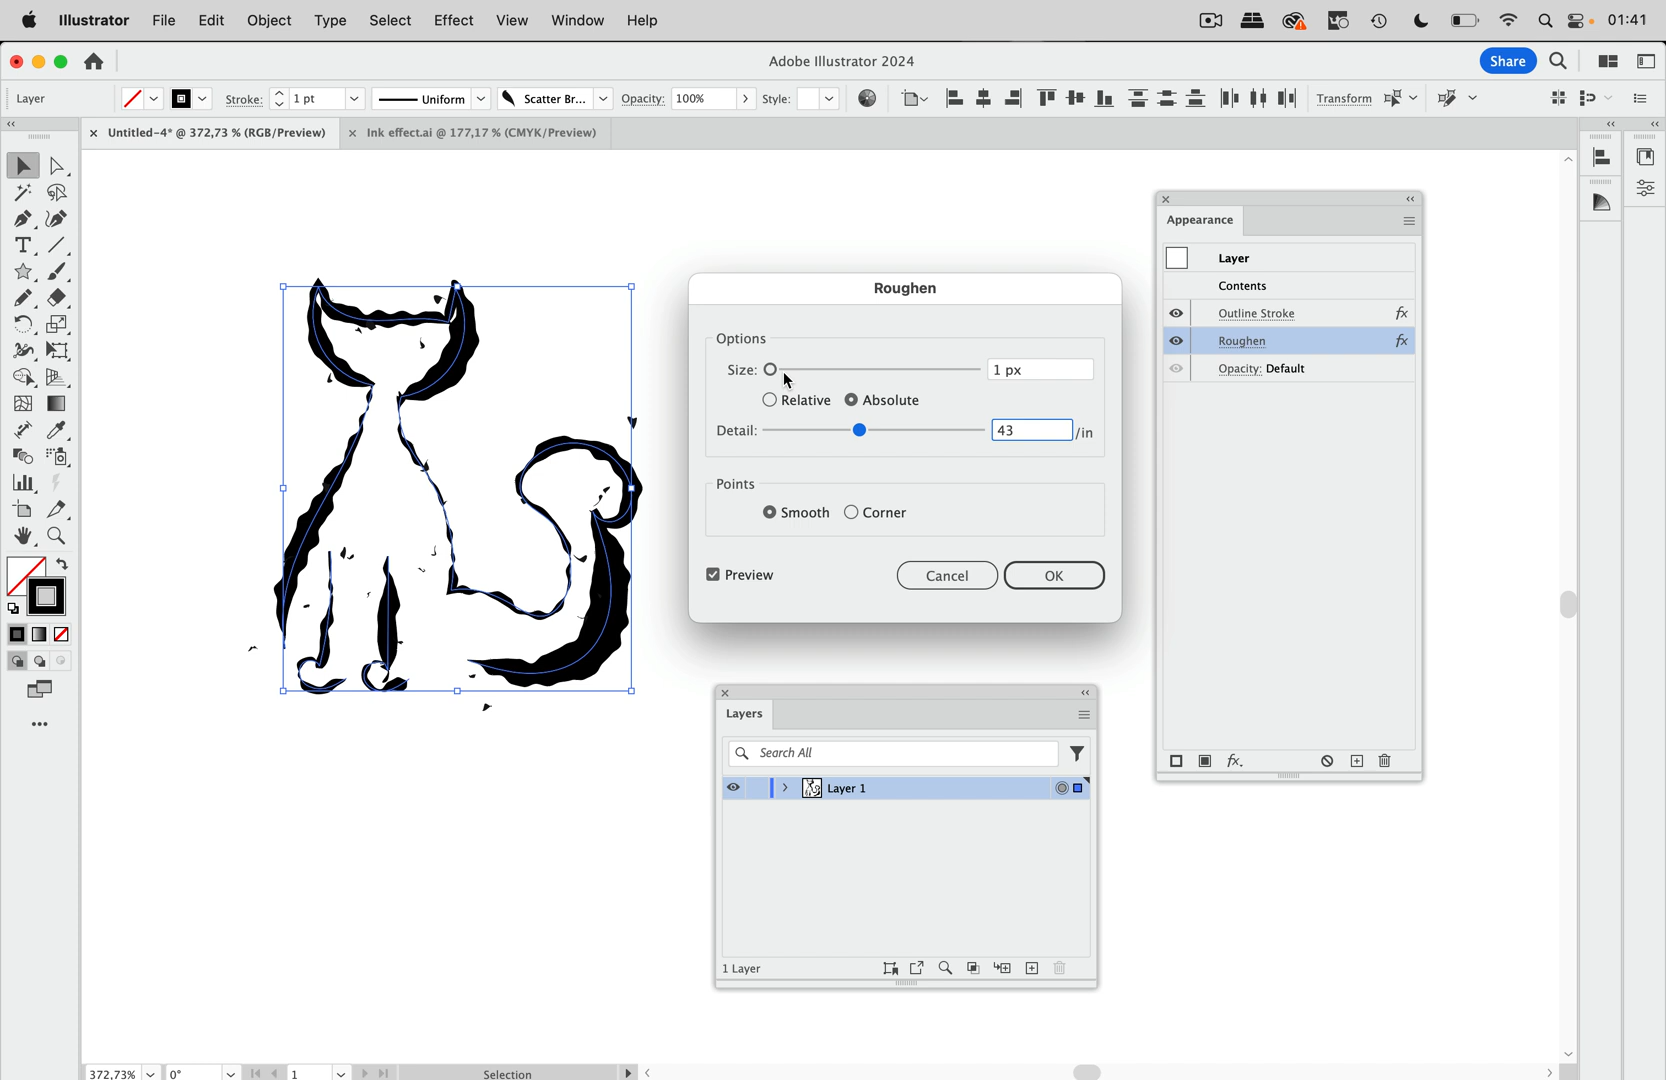 Illustrator File Edit Object Type Select Effect View Window Help 01:41
Adobe Illustrator 2024 Share
Layer Stroke: 1 pt Uniform Scatter Br... Opacity: 100% Style: Transform
Untitled-4* @ 372,73 % (RGB/Preview) Ink effect.ai @ 177,17 % (CMYK/Preview)
Appearance
Layer
Contents
Outline Stroke fx
Roughen fx
Opacity: Default
fx.
Roughen
Options
Size: 1 px
Relative Absolute
Detail: 43 /in
Points
Smooth Corner
Preview Cancel OK
Layers
Search All
Layer 1
1 Layer
372,73% 0° 1 Selection